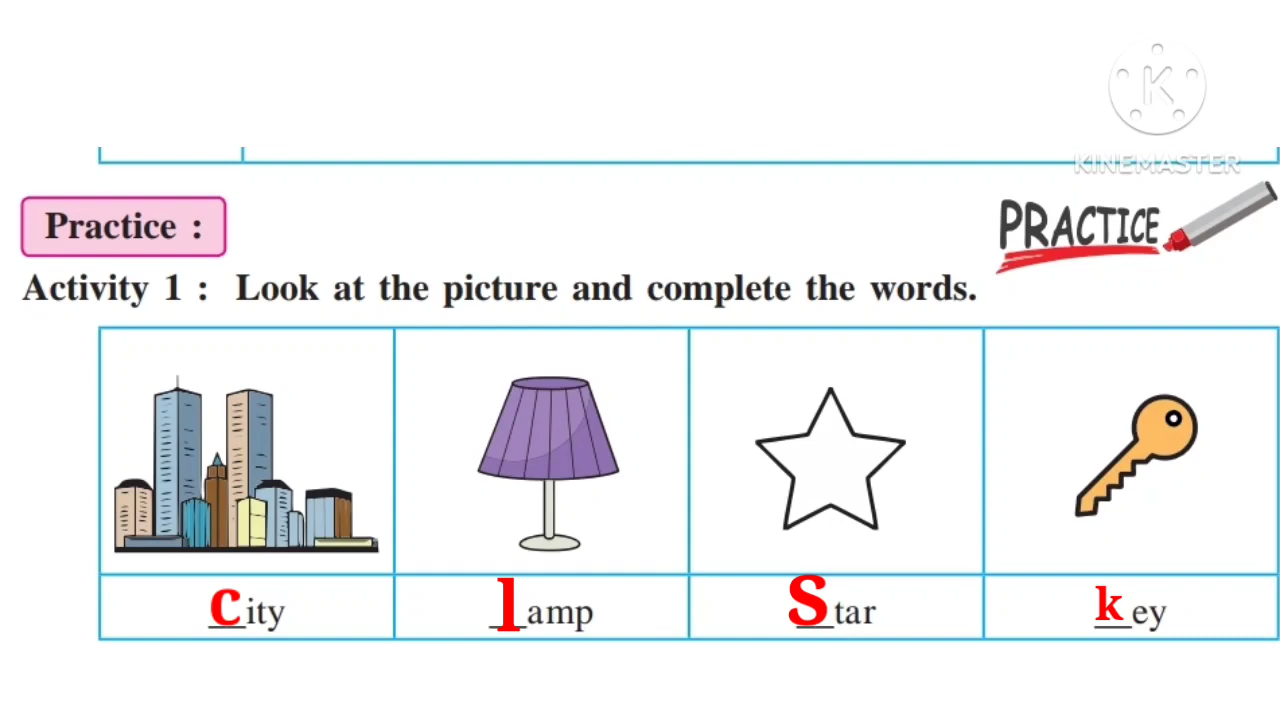 K
KINEMASTER
Practice :
PRACTICE
Activity 1 : Look at the picture and complete the words.
city
lamp
Star
key